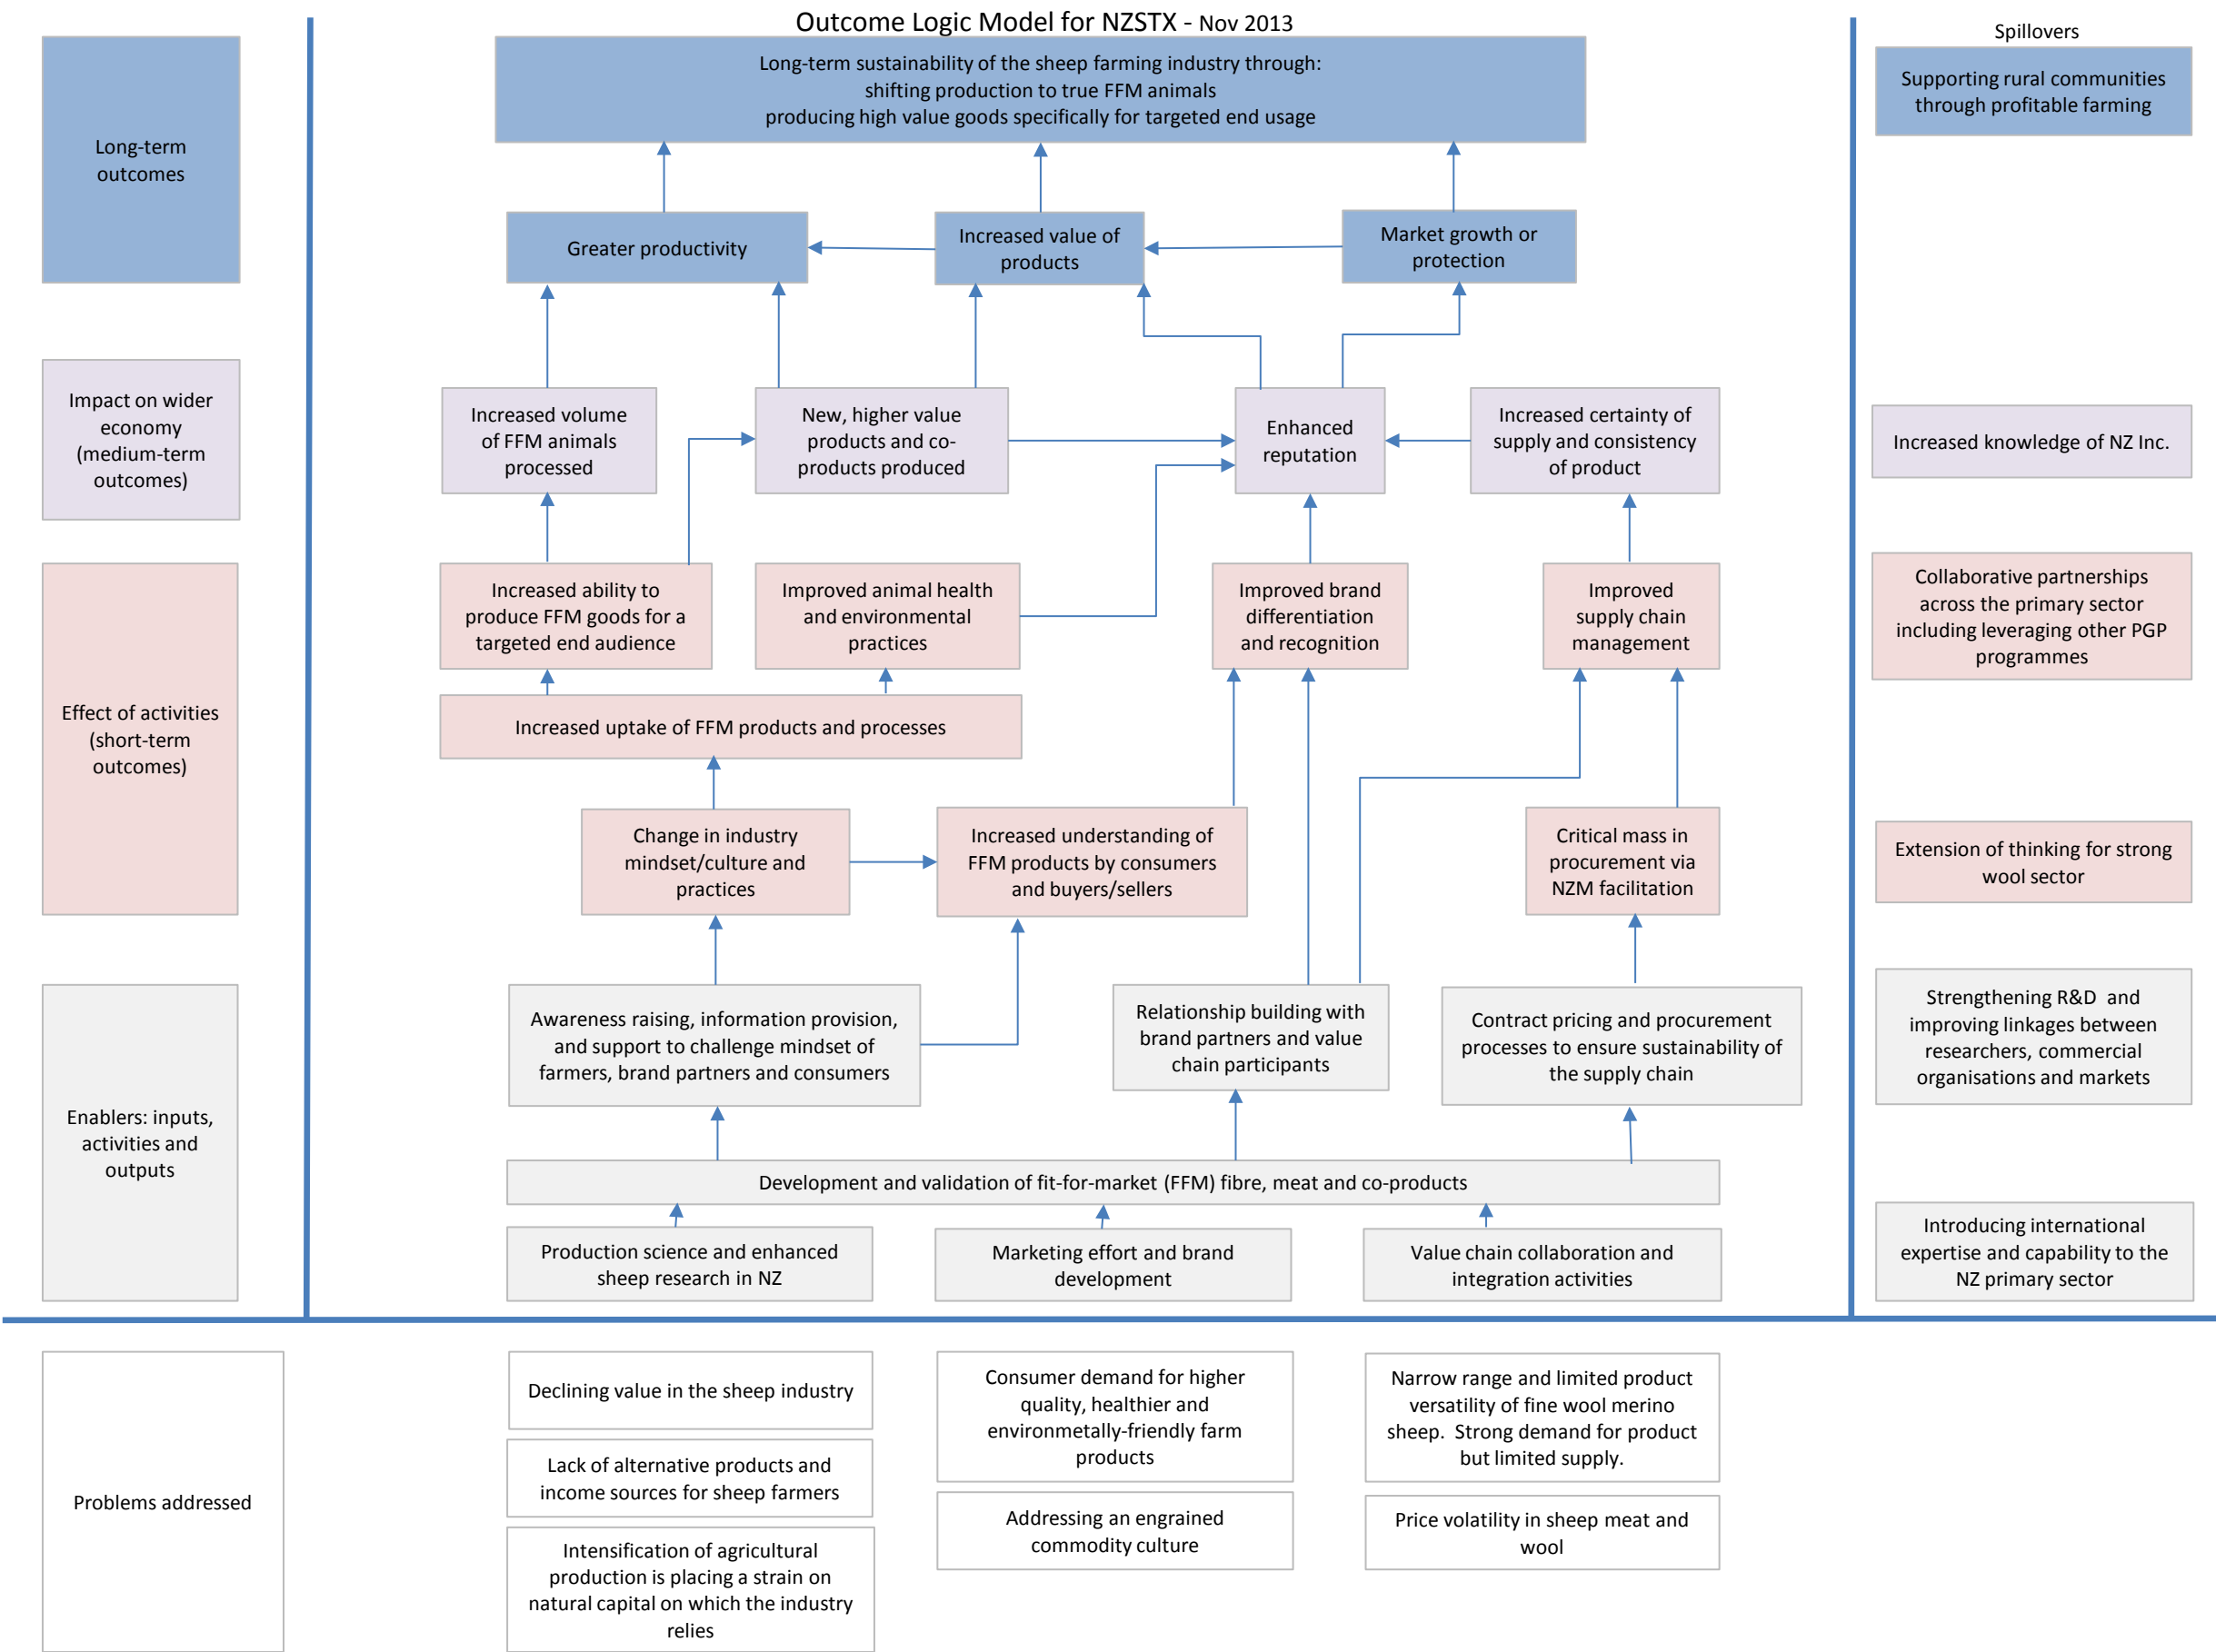 Outcome Logic Model for NZSTX - Nov 2013
Spillovers
Long-term
outcomes
Long-term sustainability of the sheep farming industry through:
shifting production to true FFM animals
producing high value goods specifically for targeted end usage
Supporting rural communities
through profitable farming
Greater productivity
Increased value of
products
Market growth or
protection
Impact on wider
economy
(medium-term
outcomes)
Increased volume
of FFM animals
processed
New, higher value
products and co-
products produced
Enhanced
reputation
Increased certainty of
supply and consistency
of product
Increased knowledge of NZ Inc.
Effect of activities
(short-term
outcomes)
Increased ability to
produce FFM goods for a
targeted end audience
Improved animal health
and environmental
practices
Improved brand
differentiation
and recognition
Improved
supply chain
management
Collaborative partnerships
across the primary sector
including leveraging other PGP
programmes
Increased uptake of FFM products and processes
Change in industry
mindset/culture and
practices
Increased understanding of
FFM products by consumers
and buyers/sellers
Critical mass in
procurement via
NZM facilitation
Extension of thinking for strong
wool sector
Enablers: inputs,
activities and
outputs
Awareness raising, information provision,
and support to challenge mindset of
farmers, brand partners and consumers
Relationship building with
brand partners and value
chain participants
Contract pricing and procurement
processes to ensure sustainability of
the supply chain
Strengthening R&D  and
improving linkages between
researchers, commercial
organisations and markets
Development and validation of fit-for-market (FFM) fibre, meat and co-products
Production science and enhanced
sheep research in NZ
Marketing effort and brand
development
Value chain collaboration and
integration activities
Introducing international
expertise and capability to the
NZ primary sector
Problems addressed
Declining value in the sheep industry
Lack of alternative products and
income sources for sheep farmers
Intensification of agricultural
production is placing a strain on
natural capital on which the industry
relies
Consumer demand for higher
quality, healthier and
environmetally-friendly farm
products
Addressing an engrained
commodity culture
Narrow range and limited product
versatility of fine wool merino
sheep.  Strong demand for product
but limited supply.
Price volatility in sheep meat and
wool